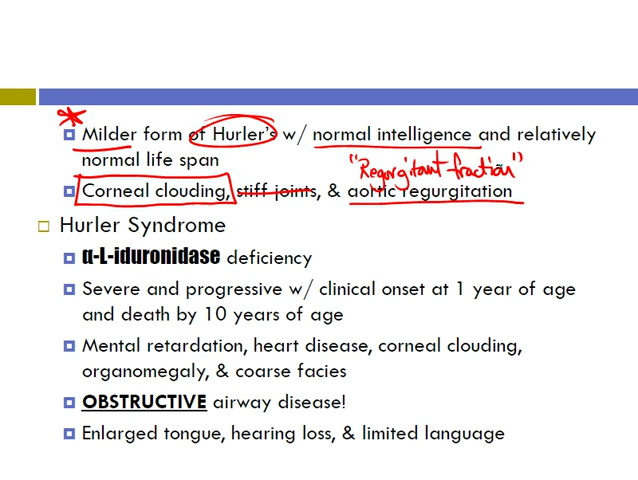 Milder form of Hurler's w/ normal intelligence and relatively
normal life span
"Regurgitant fraction"
Corneal clouding, stiff joints, & aortic regurgitation
Hurler Syndrome
α-L-iduronidase deficiency
Severe and progressive w/ clinical onset at 1 year of age
and death by 10 years of age
Mental retardation, heart disease, corneal clouding,
organomegaly, & coarse facies
OBSTRUCTIVE airway disease!
Enlarged tongue, hearing loss, & limited language